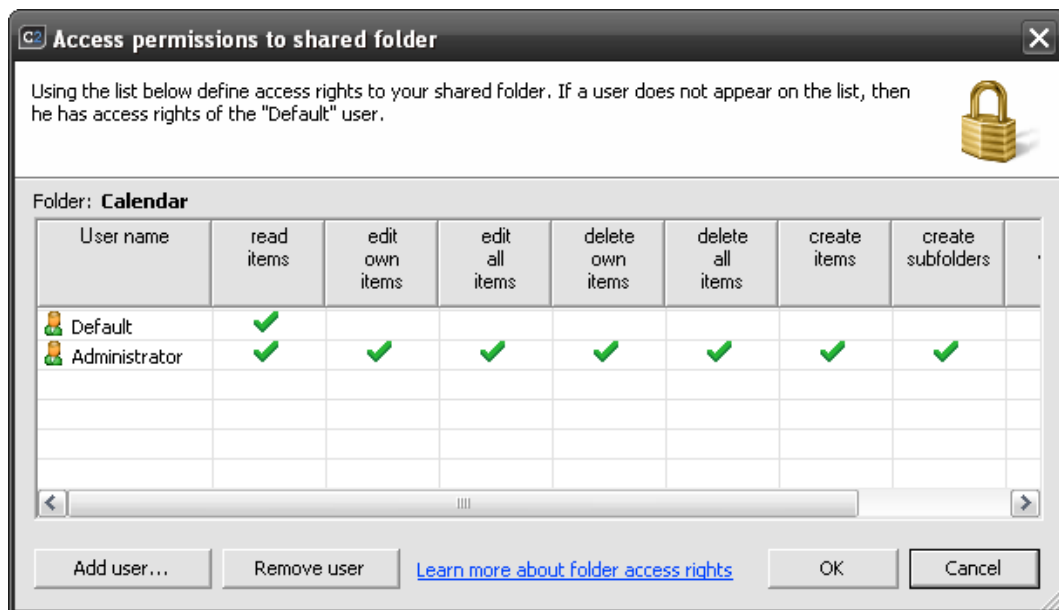 C2 Access permissions to shared folder
Using the list below define access rights to your shared folder. If a user does not appear on the list, then
he has access rights of the "Default" user.
Folder: Calendar
User name read edit edit delete delete create create
items own all own all items subfolders
items items items items
Default
Administrator
Add user... Remove user Learn more about folder access rights OK Cancel